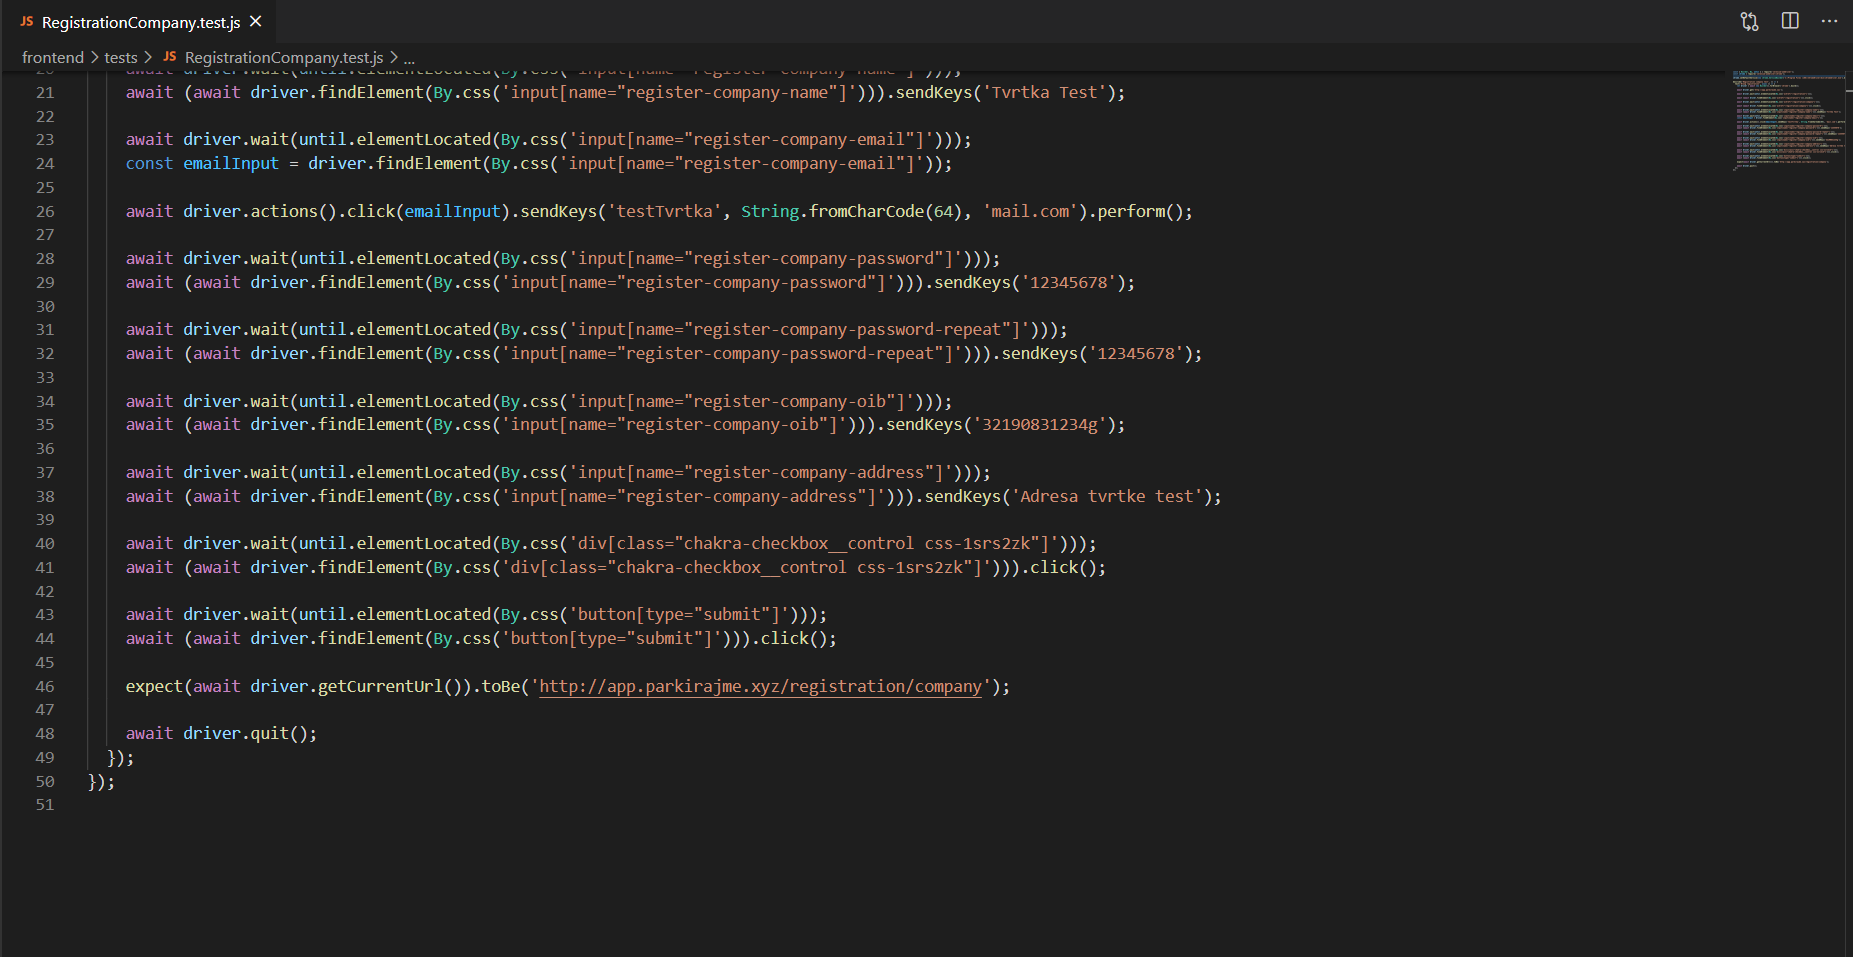 JS RegistrationCompany.test.js ×
frontend > tests > JS RegistrationCompany.test.js > ...
20 await driver.wait(until.elementLocated(By.css('input[name="register-company-name"]')));
21 await (await driver.findElement(By.css('input[name="register-company-name"]'))).sendKeys('Tvrtka Test');
22
23 await driver.wait(until.elementLocated(By.css('input[name="register-company-email"]')));
24 const emailInput = driver.findElement(By.css('input[name="register-company-email"]'));
25
26 await driver.actions().click(emailInput).sendKeys('testTvrtka', String.fromCharCode(64), 'mail.com').perform();
27
28 await driver.wait(until.elementLocated(By.css('input[name="register-company-password"]')));
29 await (await driver.findElement(By.css('input[name="register-company-password"]'))).sendKeys('12345678');
30
31 await driver.wait(until.elementLocated(By.css('input[name="register-company-password-repeat"]')));
32 await (await driver.findElement(By.css('input[name="register-company-password-repeat"]'))).sendKeys('12345678');
33
34 await driver.wait(until.elementLocated(By.css('input[name="register-company-oib"]')));
35 await (await driver.findElement(By.css('input[name="register-company-oib"]'))).sendKeys('32190831234g');
36
37 await driver.wait(until.elementLocated(By.css('input[name="register-company-address"]')));
38 await (await driver.findElement(By.css('input[name="register-company-address"]'))).sendKeys('Adresa tvrtke test');
39
40 await driver.wait(until.elementLocated(By.css('div[class="chakra-checkbox__control css-1srs2zk"]')));
41 await (await driver.findElement(By.css('div[class="chakra-checkbox__control css-1srs2zk"]'))).click();
42
43 await driver.wait(until.elementLocated(By.css('button[type="submit"]')));
44 await (await driver.findElement(By.css('button[type="submit"]'))).click();
45
46 expect(await driver.getCurrentUrl()).toBe('http://app.parkirajme.xyz/registration/company');
47
48 await driver.quit();
49 });
50 });
51